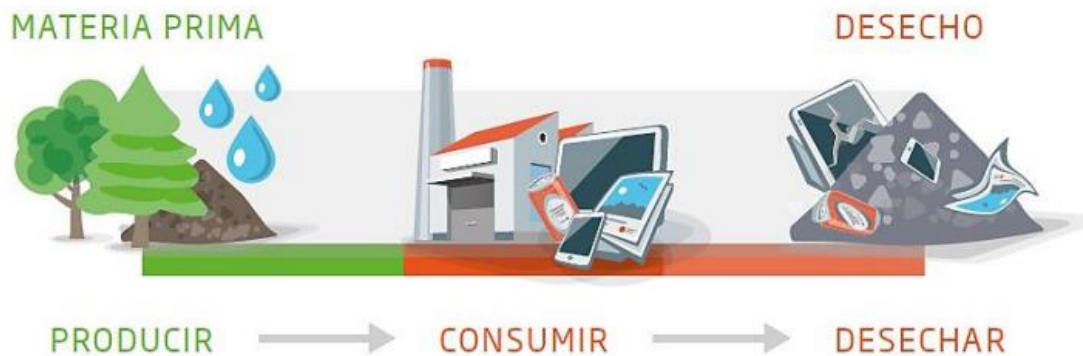 MATERIA PRIMA
DESECHO
PRODUCIR
CONSUMIR
DESECHAR